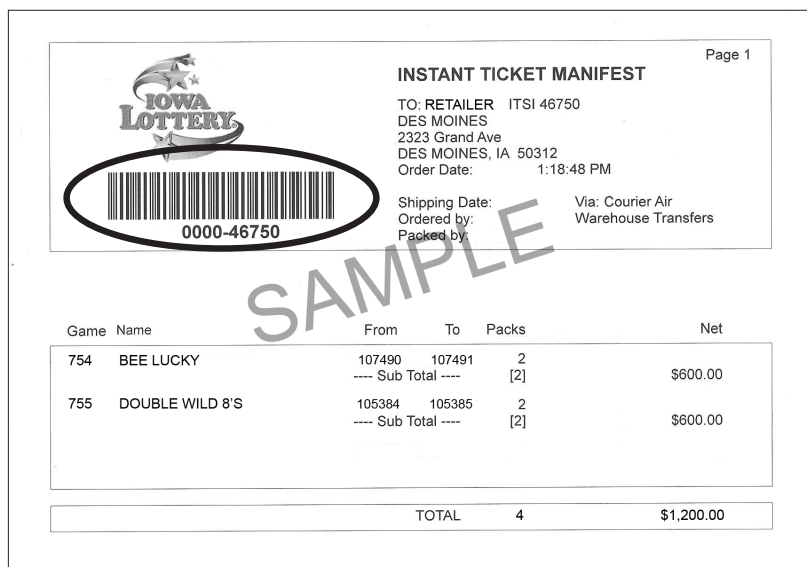 Page 1
IOWA
LOTTERY
INSTANT TICKET MANIFEST
TO: RETAILER ITSI 46750
DES MOINES
2323 Grand Ave
DES MOINES, IA 50312
Order Date: 1:18:48 PM
Shipping Date: Via: Courier Air
Ordered by: Warehouse Transfers
Packed by:
0000-46750
SAMPLE
Game Name From To Packs Net
754 BEE LUCKY 107490 107491 2
---- Sub Total ---- [2] $600.00
755 DOUBLE WILD 8'S 105384 105385 2
---- Sub Total ---- [2] $600.00
TOTAL 4 $1,200.00